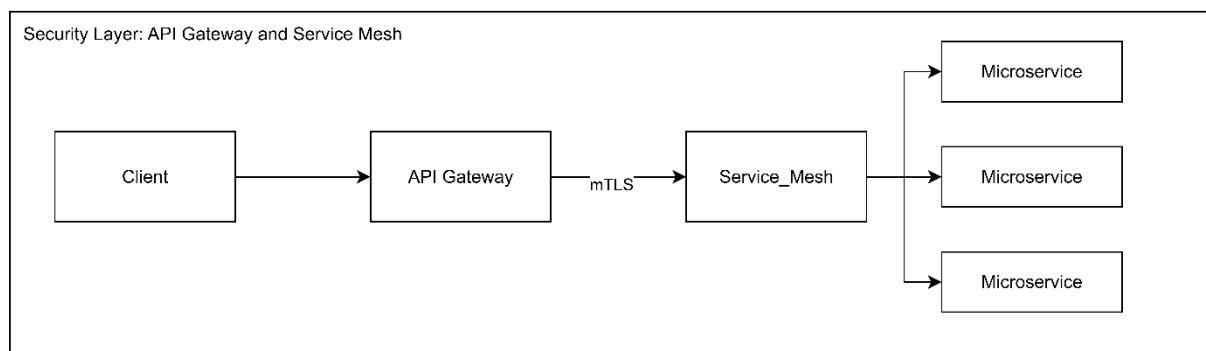 Security Layer: API Gateway and Service Mesh
Client
API Gateway
mTLS
Service_Mesh
Microservice
Microservice
Microservice